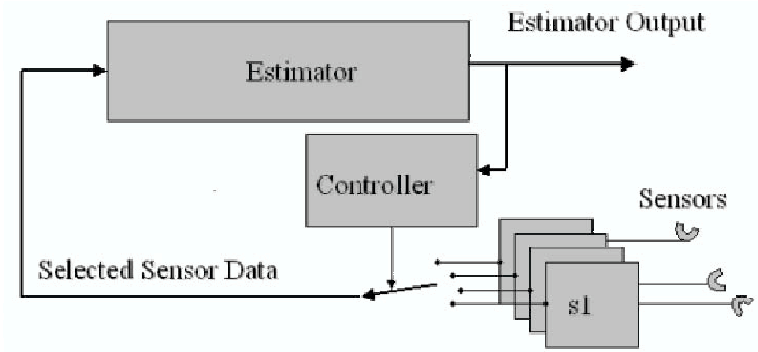 Estimator Output
Estimator
Controller
Sensors
Selected Sensor Data
s1